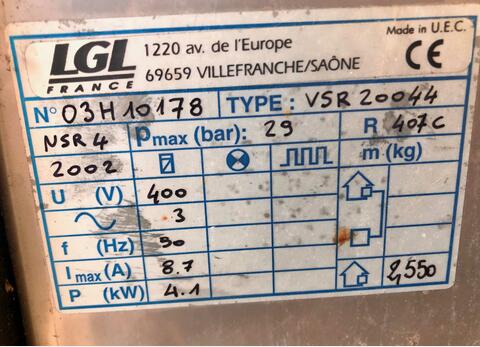 LGL
FRANCE
1220 av. de l'Europe
69659 VILLEFRANCHE/SAÔNE
Made in U.E.C.
CE
N° 03H10178 TYPE : VSR 20044
NSR 4 Pmax (bar): 29 R 407C
2002 m (kg)
U (V) 400
3
f (Hz) 50
I max (A) 8.7
P (kW) 4.1 2,550